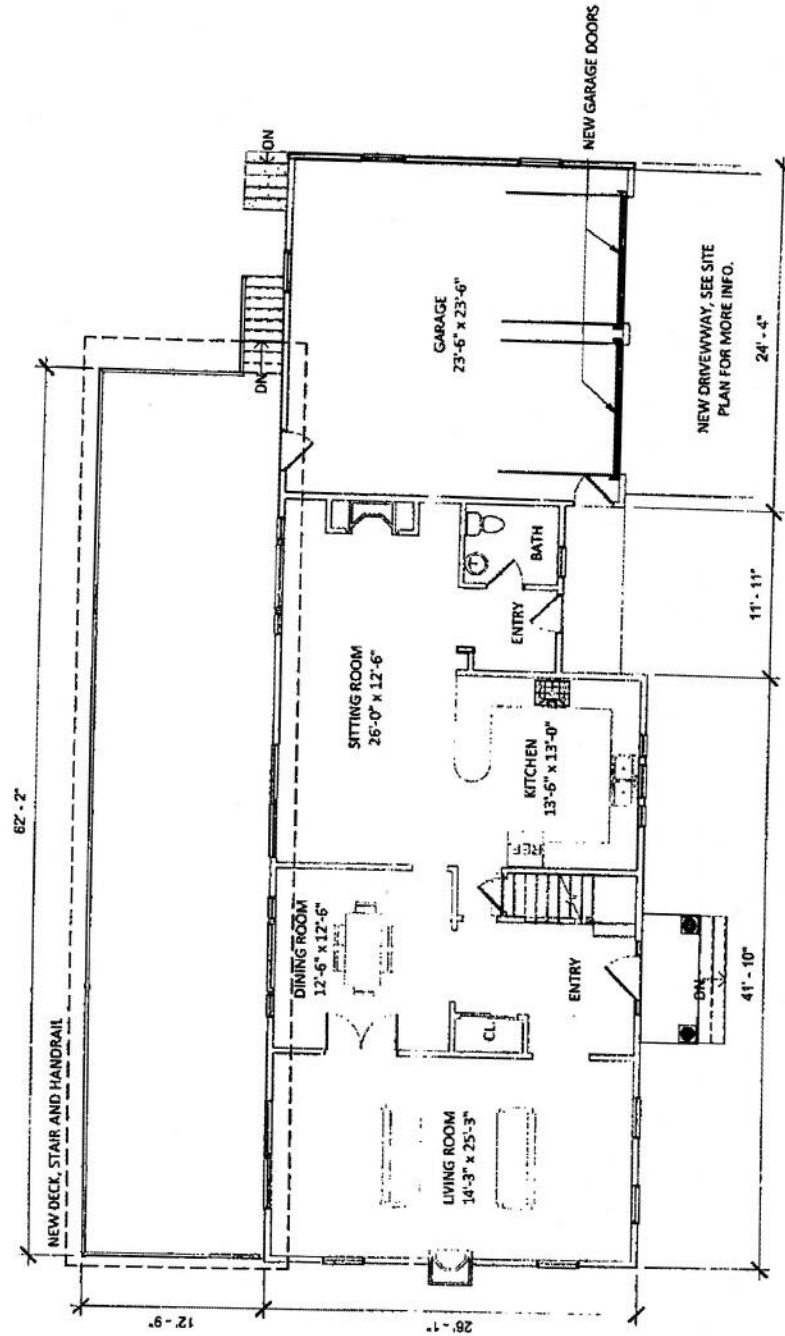 62' - 2"
NEW DECK, STAIR AND HANDRAIL
12' - 9"
26' - 1"
DN
DN
LIVING ROOM
14'-3" x 25'-3"
DINING ROOM
12'-6" x 12'-6"
SITTING ROOM
26'-0" x 12'-6"
GARAGE
23'-6" x 23'-6"
CL.
ENTRY
REF.
KITCHEN
13'-6" x 13'-0"
ENTRY
BATH
DN
NEW GARAGE DOORS
NEW DRIVEWWAY, SEE SITE
PLAN FOR MORE INFO.
41' - 10"
11' - 11"
24' - 4"